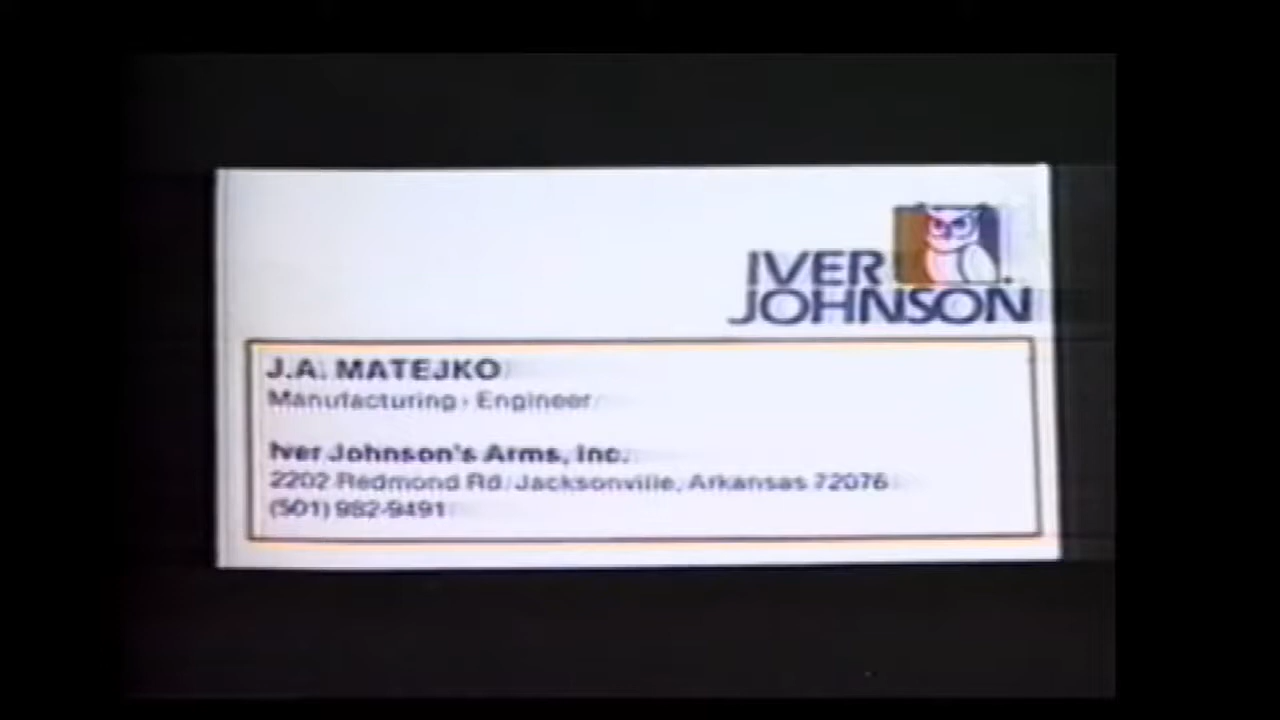 IVER
JOHNSON
J.A. MATEJKO
Manufacturing Engineer
Iver Johnson's Arms, Inc.
2202 Redmond Rd. Jacksonville, Arkansas 72076
(501) 982-9491